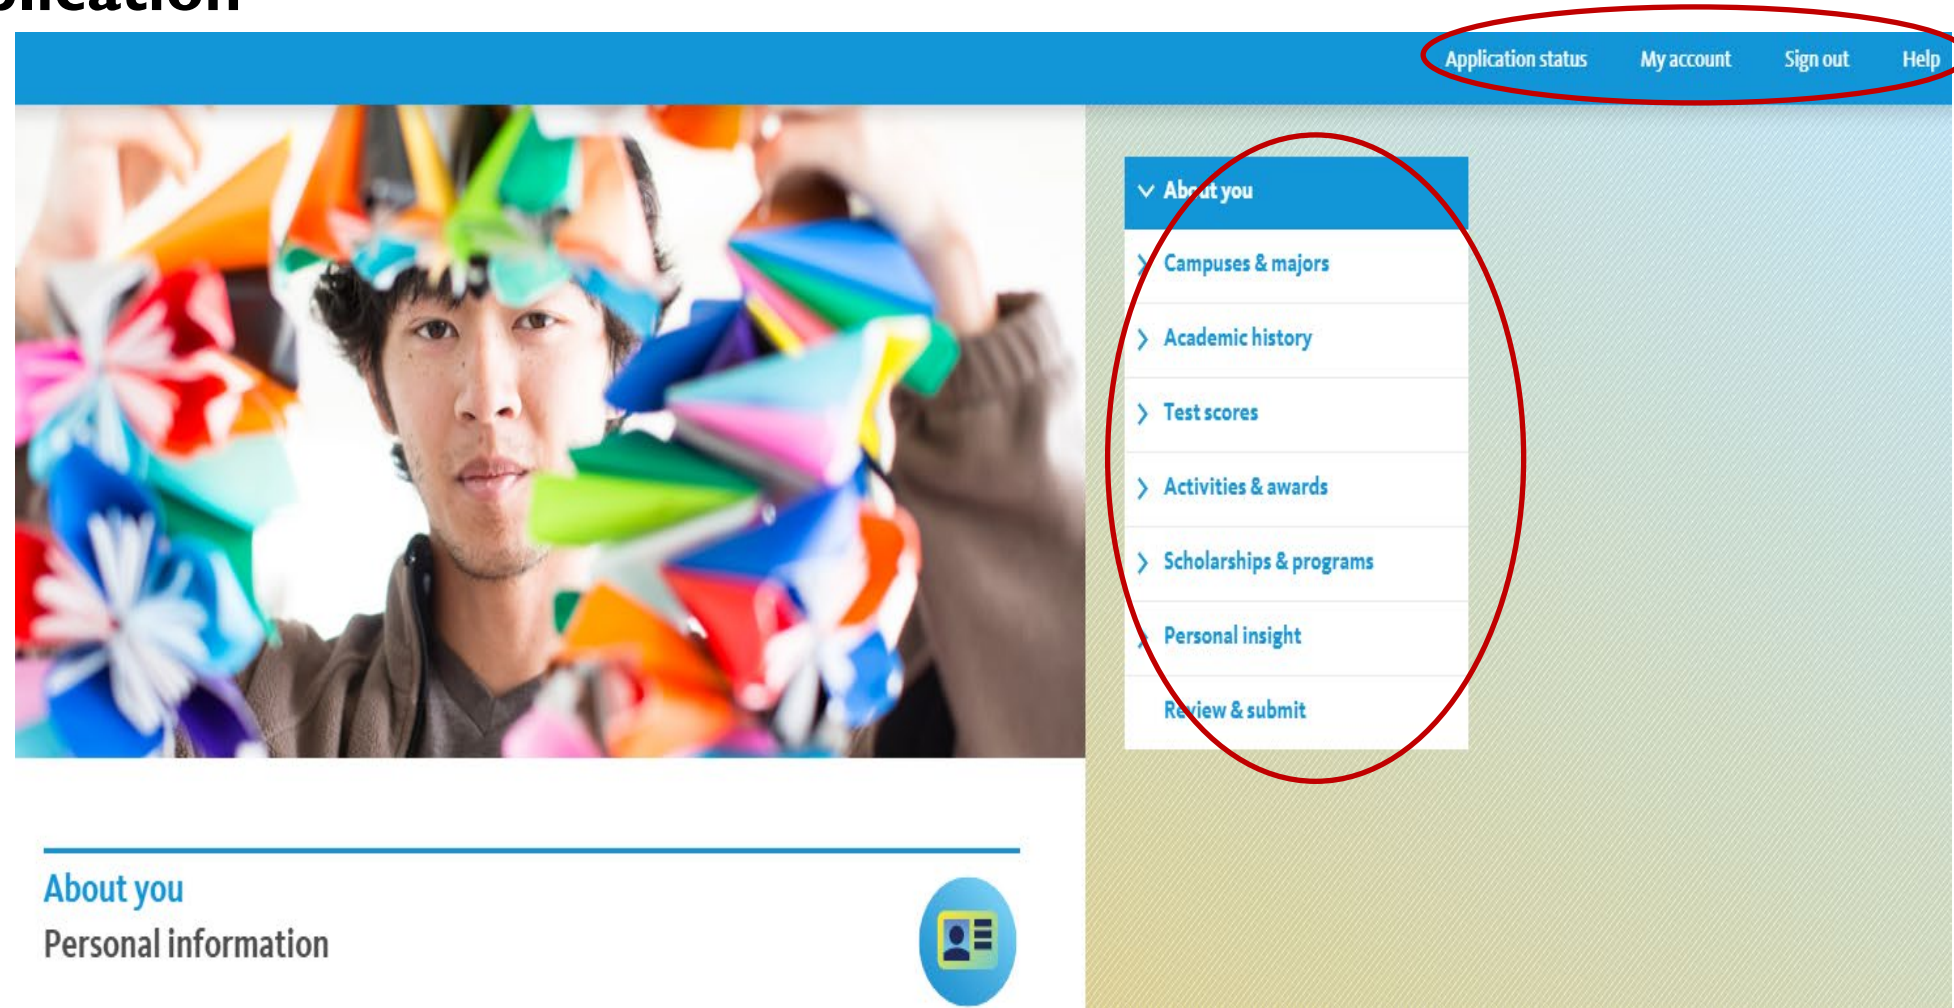 Application status My account Sign out Help
About you
Campuses & majors
Academic history
Test scores
Activities & awards
Scholarships & programs
Personal insight
Review & submit
About you
Personal information